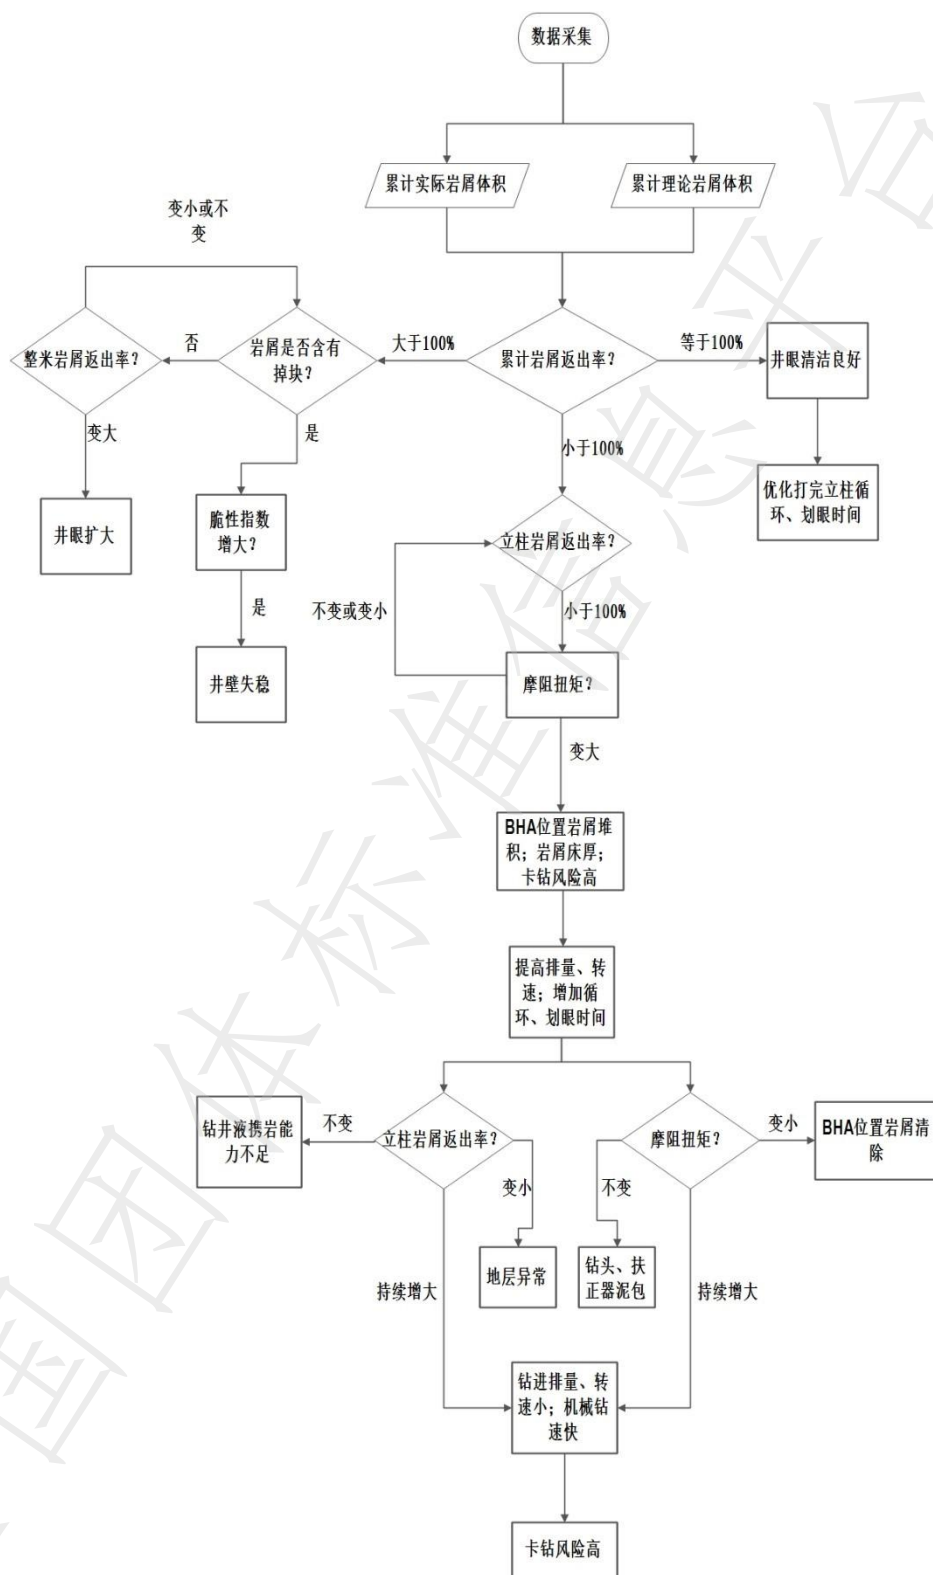 数据采集
累计实际岩屑体积
累计理论岩屑体积
变小或不
变
整米岩屑返出率？
否
岩屑是否含有
掉块？
大于100%
累计岩屑返出率？
等于100%
井眼清洁良好
变大
是
小于100%
井眼扩大
脆性指数
增大？
立柱岩屑返出率？
优化打完立柱循
环、划眼时间
是
不变或变小
小于100%
井壁失稳
摩阻扭矩？
变大
BHA位置岩屑堆
积；岩屑床厚；
卡钻风险高
提高排量、转
速；增加循
环、划眼时间
钻井液携岩能
力不足
不变
立柱岩屑返出率？
摩阻扭矩？
变小
BHA位置岩屑清
除
变小
不变
地层异常
钻头、扶
正器泥包
持续增大
持续增大
钻进排量、转
速小；机械钻
速快
卡钻风险高
国团体标准信息平台